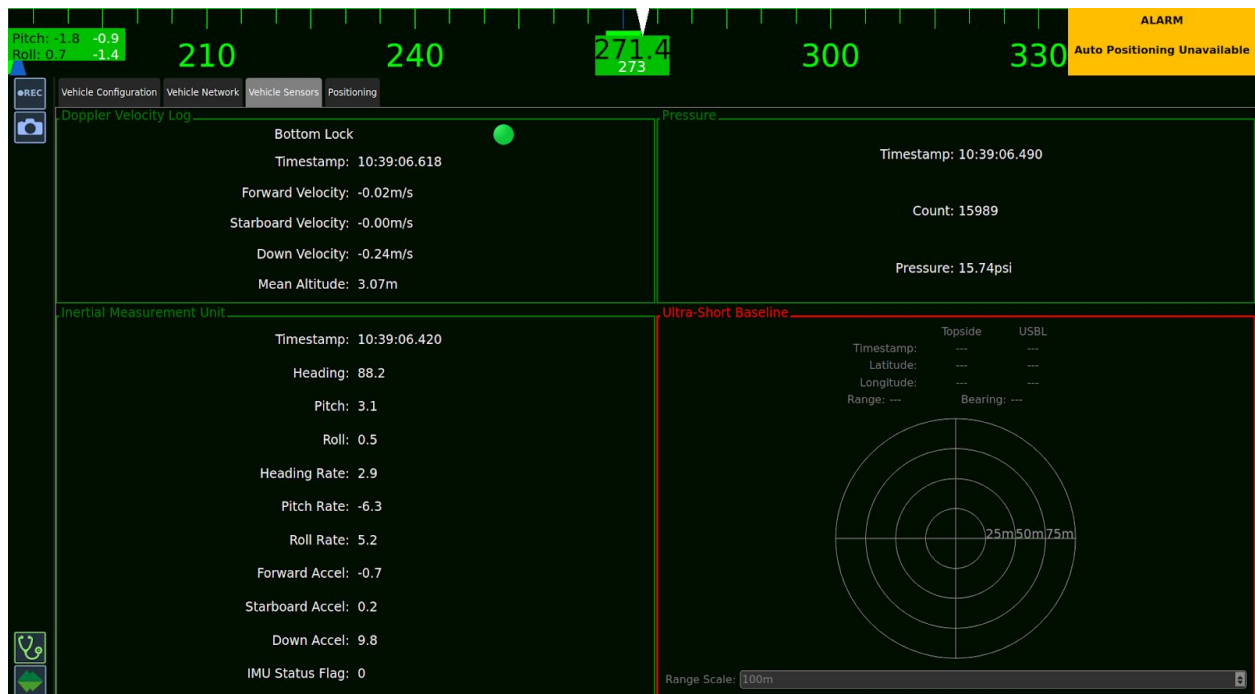 Pitch: -1.8 -0.9
Roll: 0.7 -1.4
210
240
271.4
273
300
330
ALARM
Auto Positioning Unavailable
●REC
Vehicle Configuration Vehicle Network Vehicle Sensors Positioning
Doppler Velocity Log
Bottom Lock
Timestamp: 10:39:06.618
Forward Velocity: -0.02m/s
Starboard Velocity: -0.00m/s
Down Velocity: -0.24m/s
Mean Altitude: 3.07m
Pressure
Timestamp: 10:39:06.490
Count: 15989
Pressure: 15.74psi
Inertial Measurement Unit
Timestamp: 10:39:06.420
Heading: 88.2
Pitch: 3.1
Roll: 0.5
Heading Rate: 2.9
Pitch Rate: -6.3
Roll Rate: 5.2
Forward Accel: -0.7
Starboard Accel: 0.2
Down Accel: 9.8
IMU Status Flag: 0
Ultra-Short Baseline
Topside USBL
Timestamp: --- ---
Latitude: --- ---
Longitude: --- ---
Range: --- Bearing: ---
25m 50m 75m
Range Scale: 100m